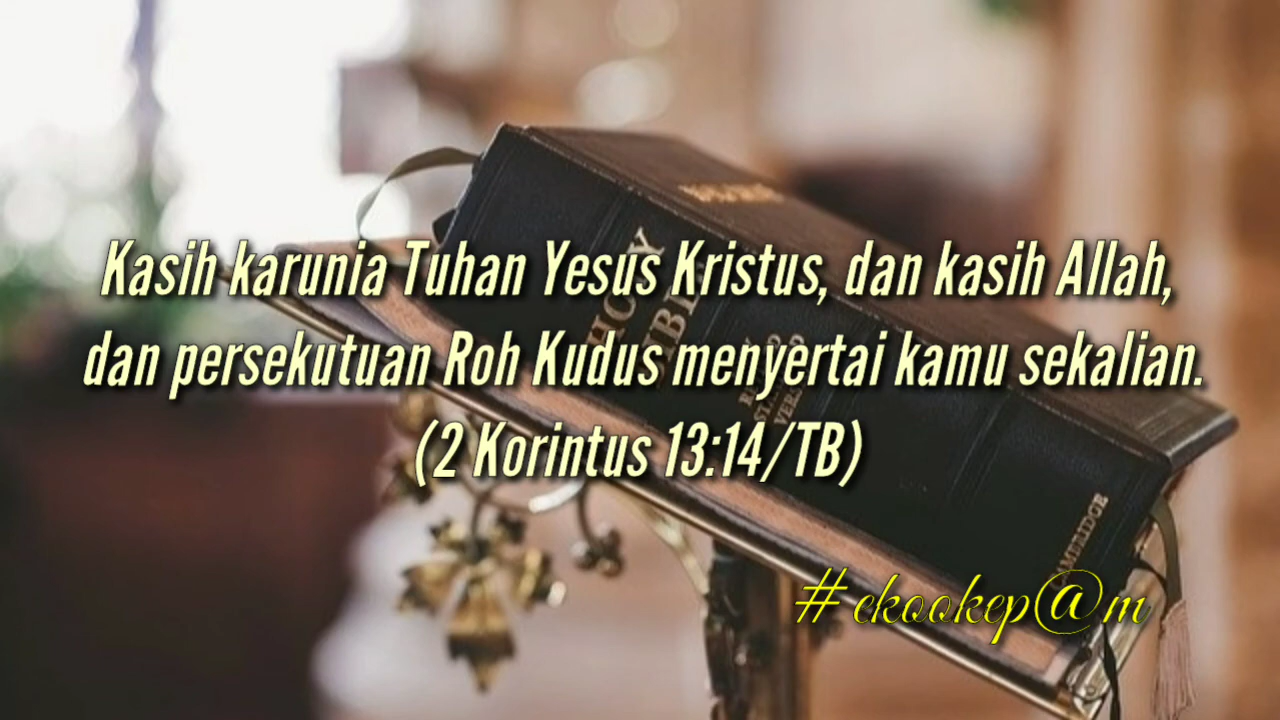 Kasih karunia Tuhan Yesus Kristus, dan kasih Allah,
dan persekutuan Roh Kudus menyertai kamu sekalian.
(2 Korintus 13:14/TB)
HOLY
BIBLE
CAMBRIDGE
#ekookep@m